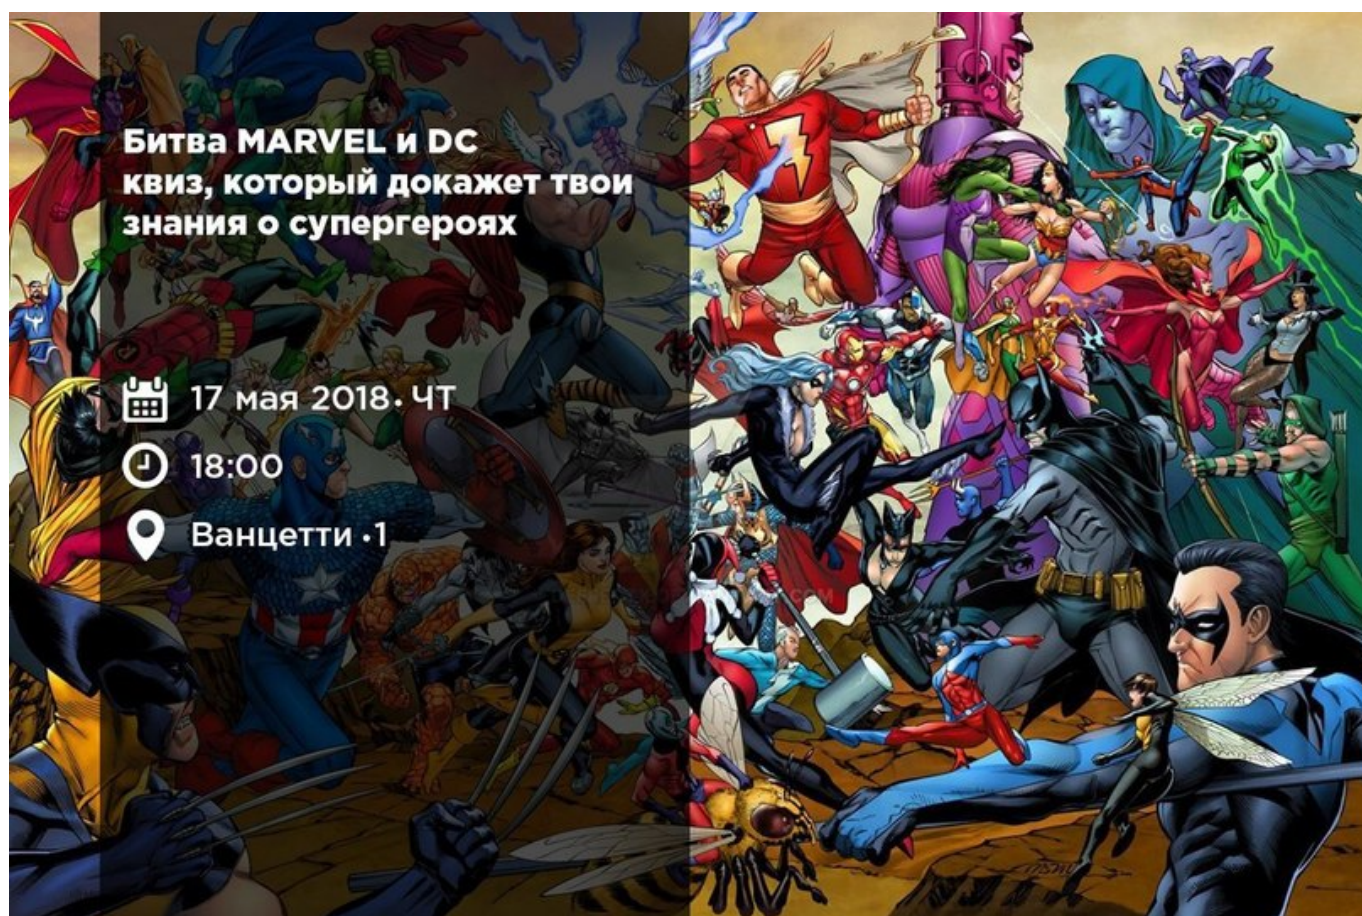 Битва MARVEL и DC
квиз, который докажет твои
знания о супергероях
17 мая 2018• ЧТ
18:00
Ванцетти •1